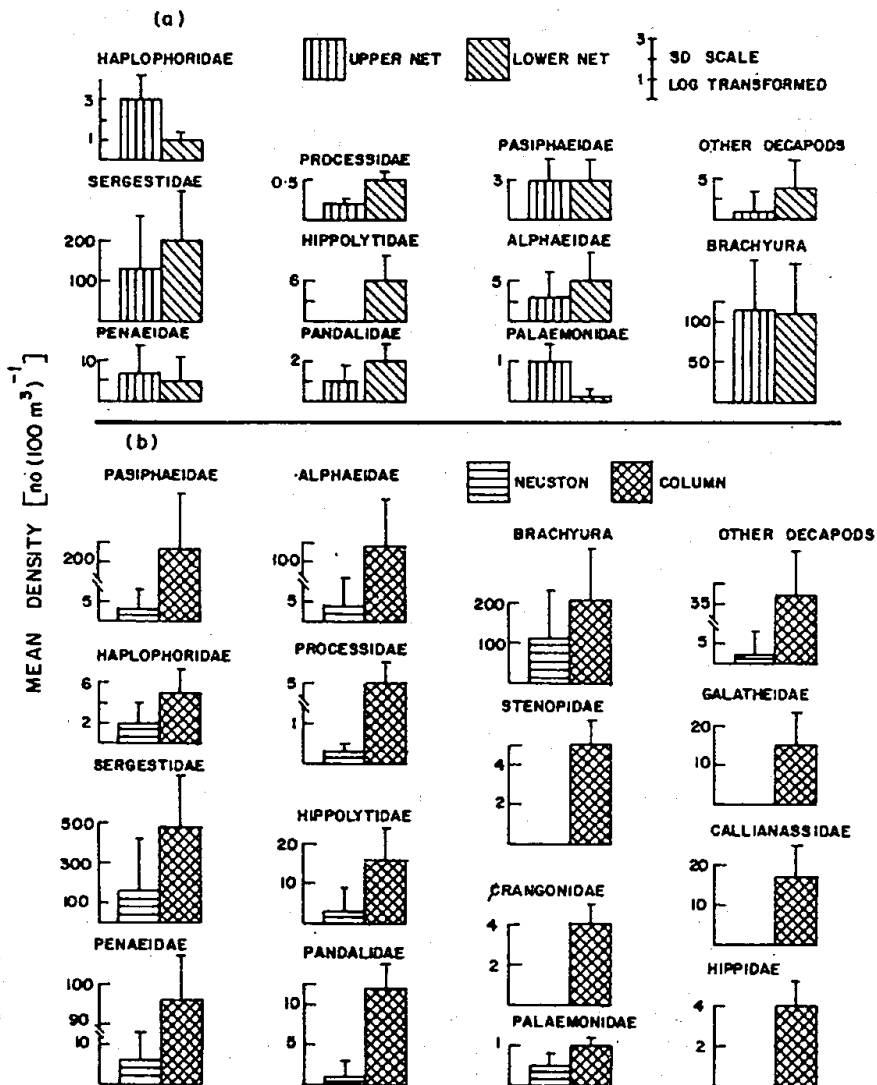 (a)
HAPLOPHORIDAE
3
1
UPPER NET
LOWER NET
3
1
SD SCALE
LOG TRANSFORMED
SERGESTIDAE
200
100
PENAEIDAE
10
PROCESSIDAE
0.5
HIPPOLYTIDAE
6
PANDALIDAE
2
PASIPHAEIDAE
3
ALPHAEIDAE
5
PALAEMONIDAE
1
OTHER DECAPODS
5
BRACHYURA
100
50
MEAN DENSITY [no (100 m³)⁻¹]
(b)
PASIPHAEIDAE
200
5
HAPLOPHORIDAE
6
2
SERGESTIDAE
500
300
100
PENAEIDAE
100
90
10
ALPHAEIDAE
100
5
PROCESSIDAE
5
1
HIPPOLYTIDAE
20
10
PANDALIDAE
10
5
NEUSTON
COLUMN
BRACHYURA
200
100
STENOPIDAE
4
2
CRANGONIDAE
4
2
PALAEMONIDAE
1
OTHER DECAPODS
35
5
GALATHEIDAE
20
10
CALLIANASSIDAE
20
10
HIPPIDAE
4
2